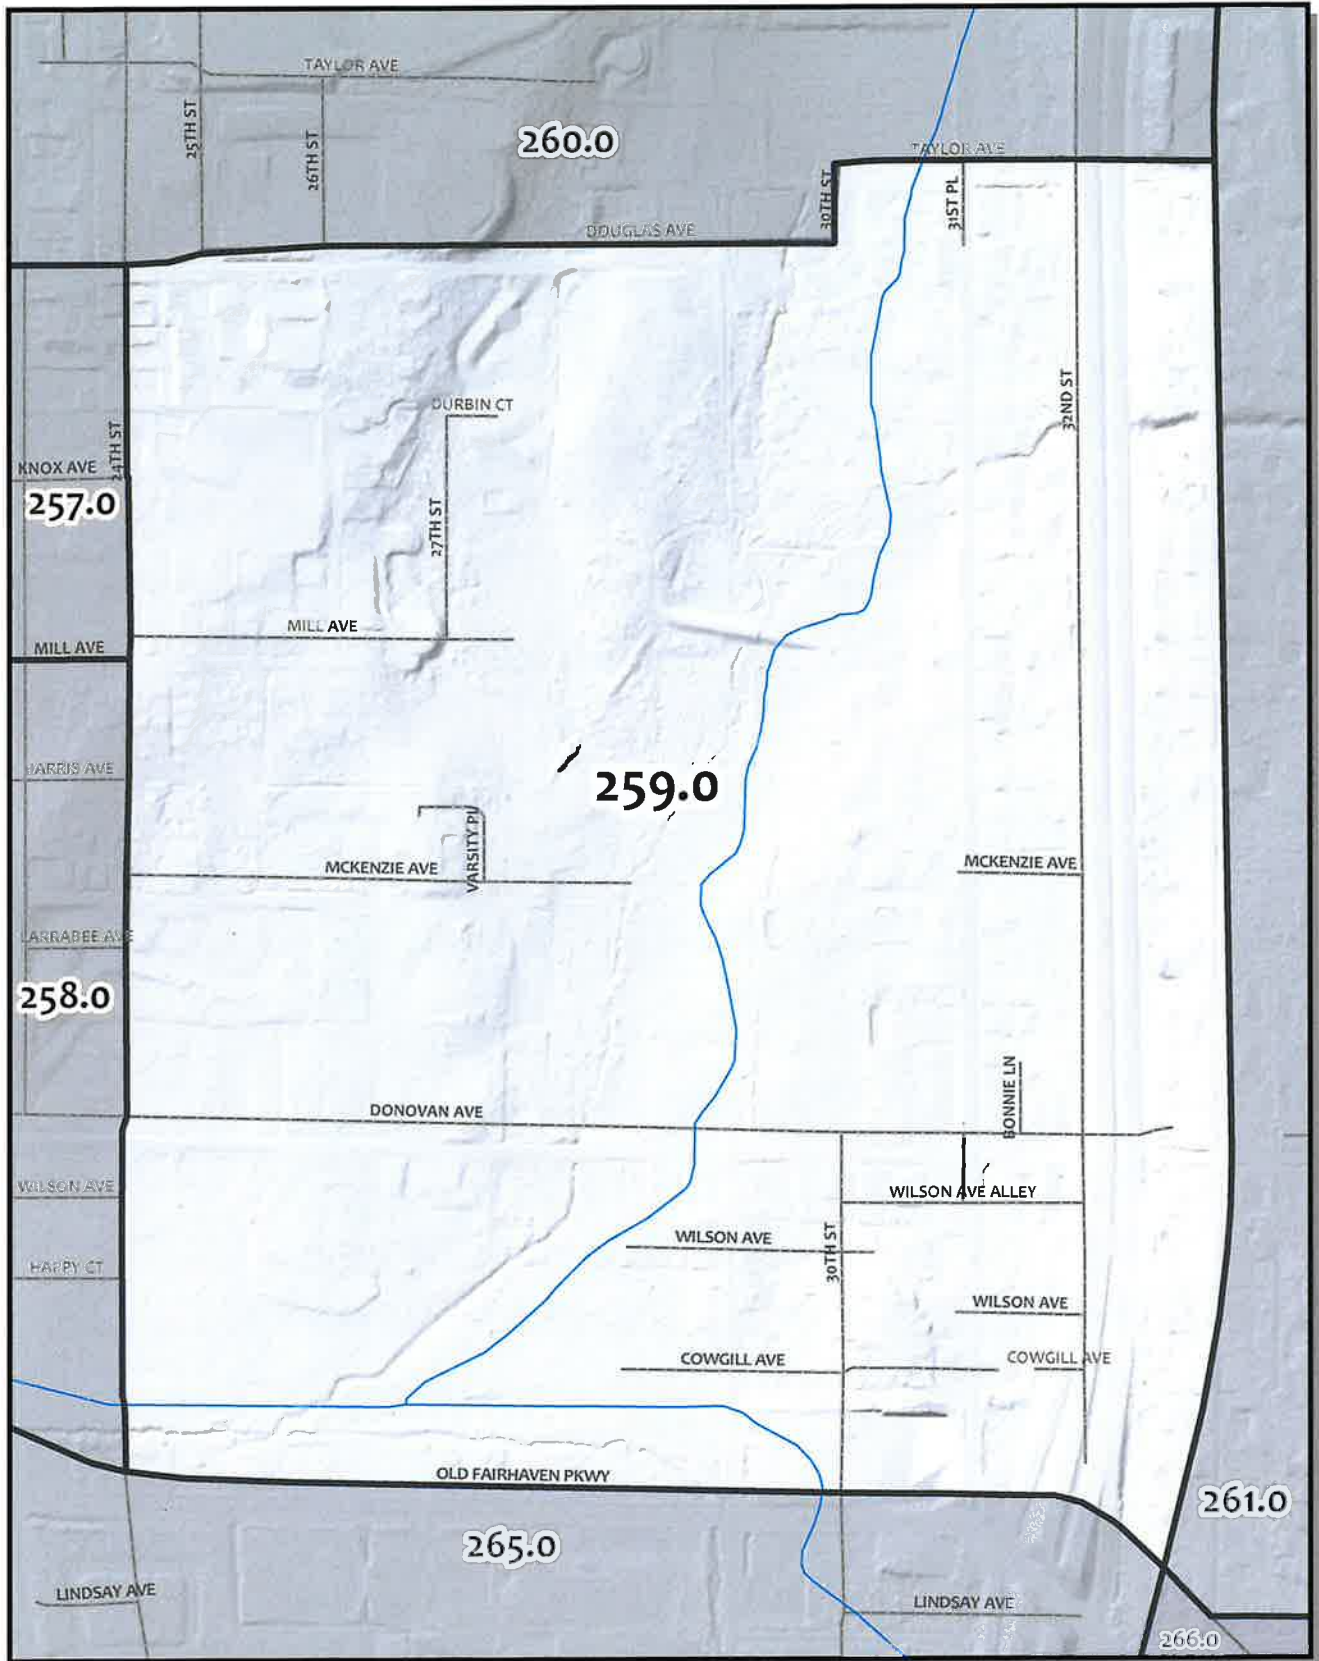 TAYLOR AVE
25TH ST
26TH ST
260.0
TAYLOR AVE
30TH ST
31ST PL
DOUGLAS AVE
32ND ST
DURBIN CT
24TH ST
KNOX AVE
257.0
27TH ST
MILL AVE
MILL AVE
HARRIS AVE
259.0
VARSITY PL
MCKENZIE AVE
MCKENZIE AVE
LARRABEE AVE
258.0
BONNIE LN
DONOVAN AVE
WILSON AVE
WILSON AVE ALLEY
WILSON AVE
30TH ST
HAPPY CT
WILSON AVE
COWGILL AVE
COWGILL AVE
OLD FAIRHAVEN PKWY
261.0
265.0
LINDSAY AVE
LINDSAY AVE
266.0